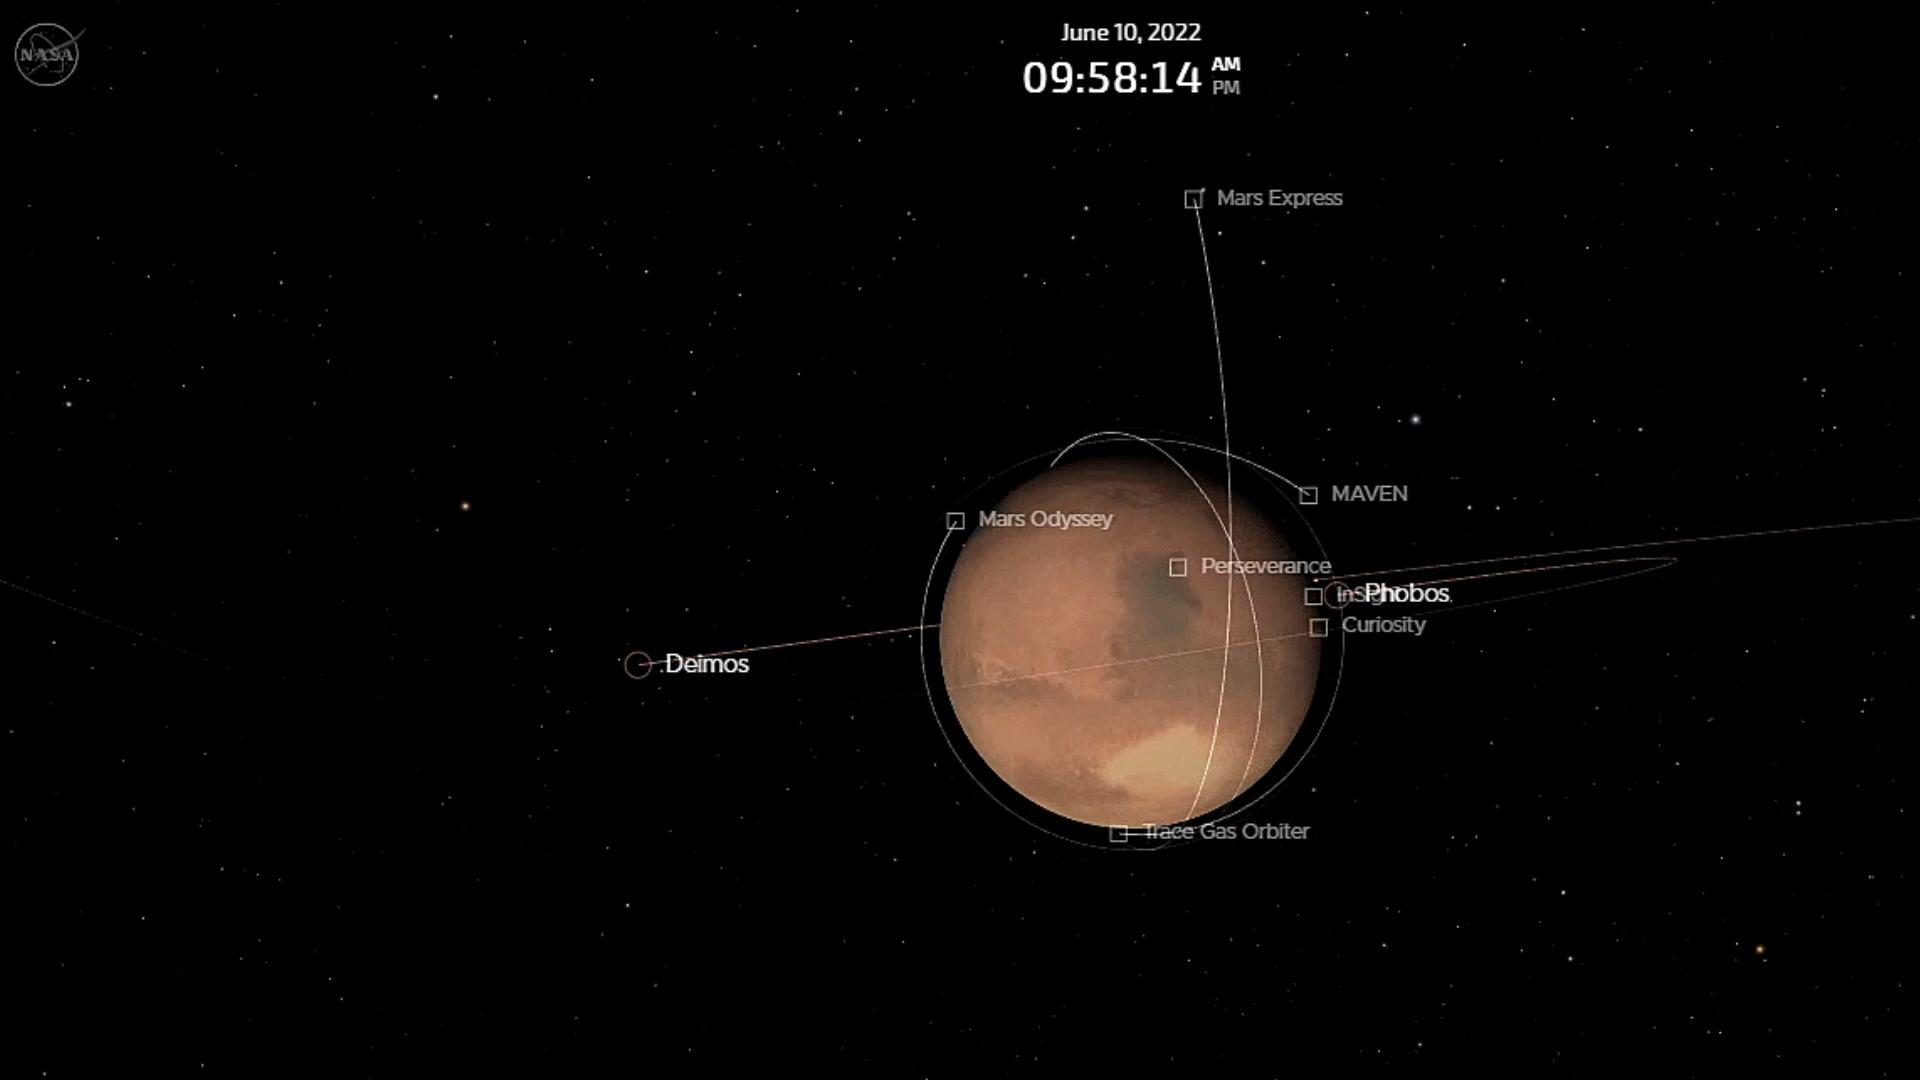 NASA
June 10, 2022
09:58:14 AM
PM
Mars Express
MAVEN
Mars Odyssey
Perseverance
Phobos
Curiosity
Deimos
Trace Gas Orbiter